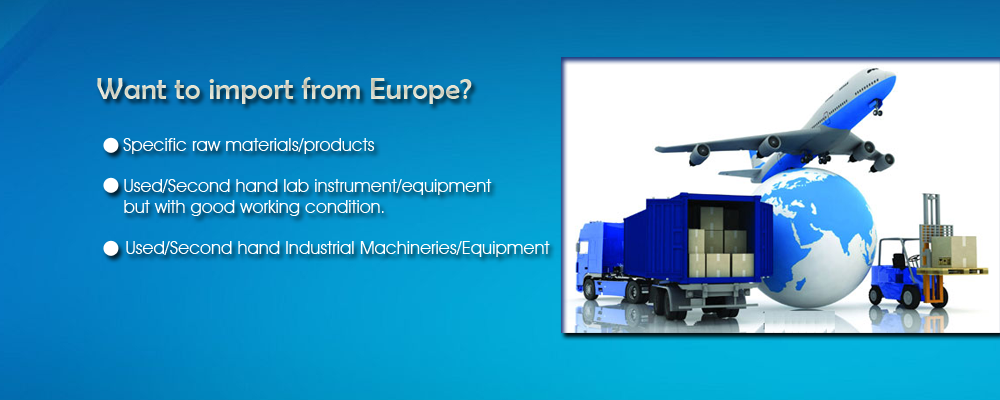 Want to import from Europe?
Specific raw materials/products
Used/Second hand lab instrument/equipment
but with good working condition.
Used/Second hand Industrial Machineries/Equipment